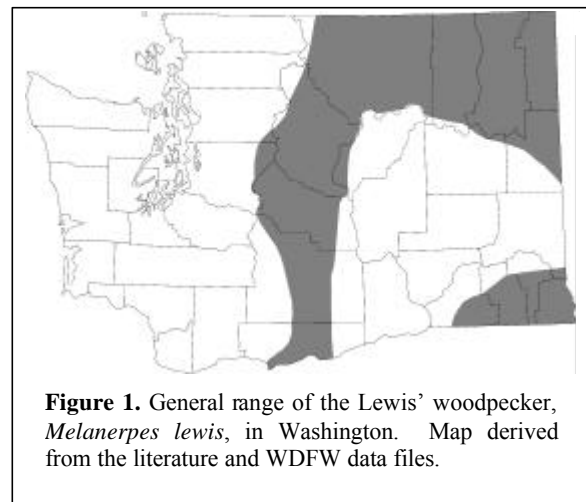 Figure 1. General range of the Lewis’ woodpecker,
Melanerpes lewis, in Washington. Map derived
from the literature and WDFW data files.